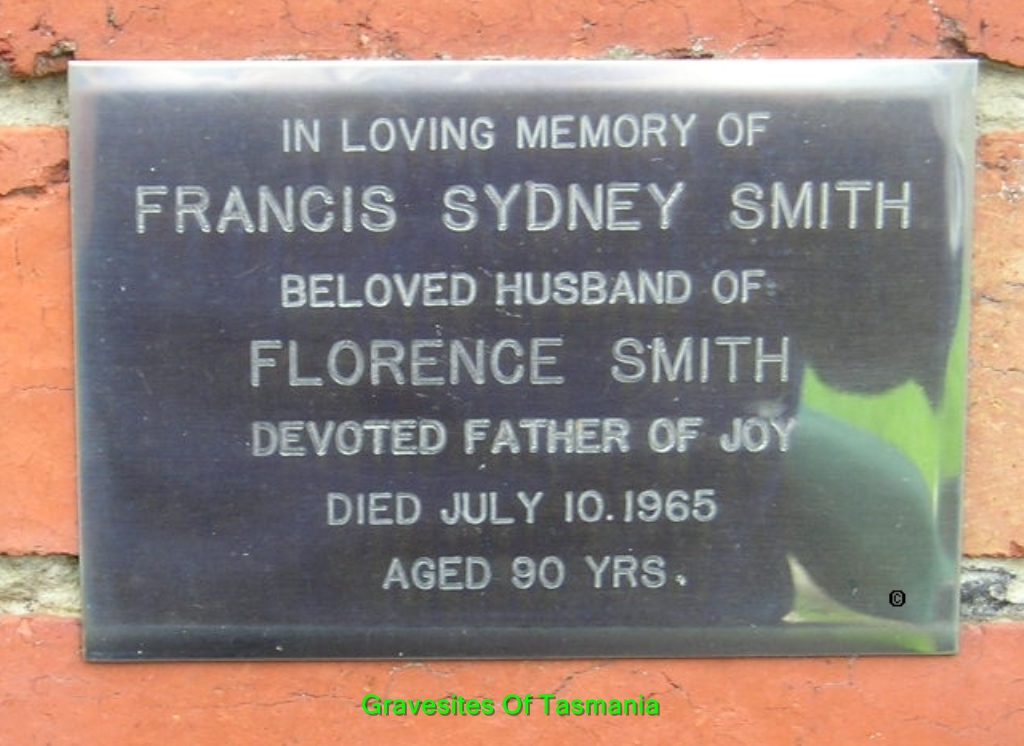 IN LOVING MEMORY OF
FRANCIS SYDNEY SMITH
BELOVED HUSBAND OF
FLORENCE SMITH
DEVOTED FATHER OF JOY
DIED JULY 10.1965
AGED 90 YRS.
©
Gravesites Of Tasmania